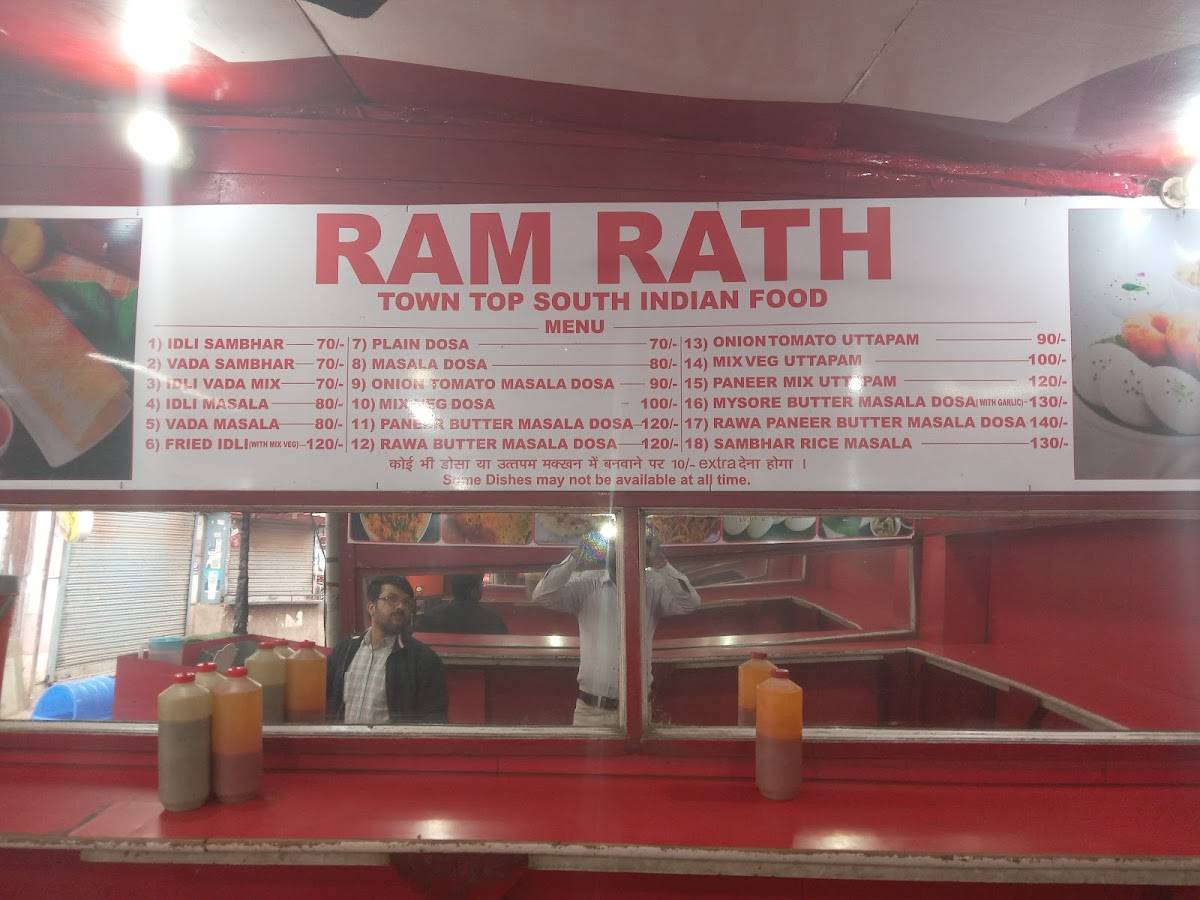 RAM RATH
TOWN TOP SOUTH INDIAN FOOD
MENU
1) IDLI SAMBHAR 70/-
2) VADA SAMBHAR 70/-
3) IDLI VADA MIX 70/-
4) IDLI MASALA 80/-
5) VADA MASALA 80/-
6) FRIED IDLI (WITH MIX VEG) 120/-
7) PLAIN DOSA 70/-
8) MASALA DOSA 80/-
9) ONION TOMATO MASALA DOSA 90/-
10) MIX VEG DOSA 100/-
11) PANEER BUTTER MASALA DOSA 120/-
12) RAWA BUTTER MASALA DOSA 120/-
13) ONION TOMATO UTTAPAM 90/-
14) MIX VEG UTTAPAM 100/-
15) PANEER MIX UTTAPAM 120/-
16) MYSORE BUTTER MASALA DOSA (WITH GARLIC) 130/-
17) RAWA PANEER BUTTER MASALA DOSA 140/-
18) SAMBHAR RICE MASALA 130/-
कोई भी डोसा या उत्तपम मक्खन में बनवाने पर 10/- extra देना होगा ।
Some Dishes may not be available at all time.